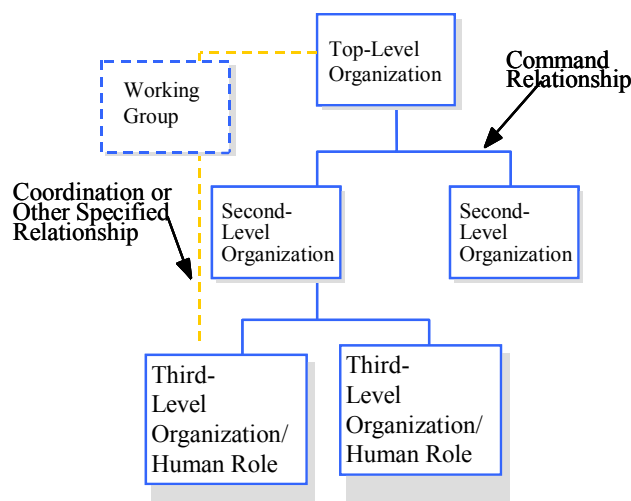 Top-Level
Organization
Command
Relationship
Working
Group
Coordination or
Other Specified
Relationship
Second-
Level
Organization
Second-
Level
Organization
Third-
Level
Organization/
Human Role
Third-
Level
Organization/
Human Role